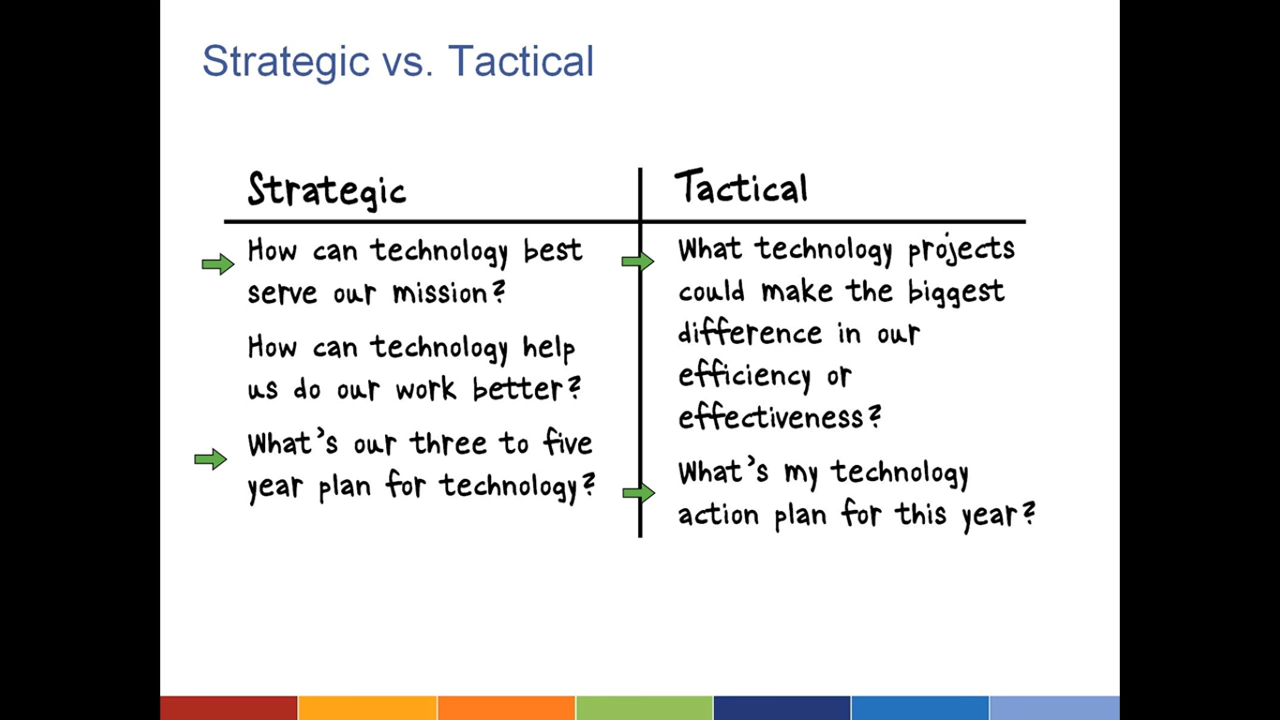 Strategic vs. Tactical
Strategic
How can technology best
serve our mission?
How can technology help
us do our work better?
What's our three to five
year plan for technology?
Tactical
What technology projects
could make the biggest
difference in our
efficiency or
effectiveness?
What's my technology
action plan for this year?